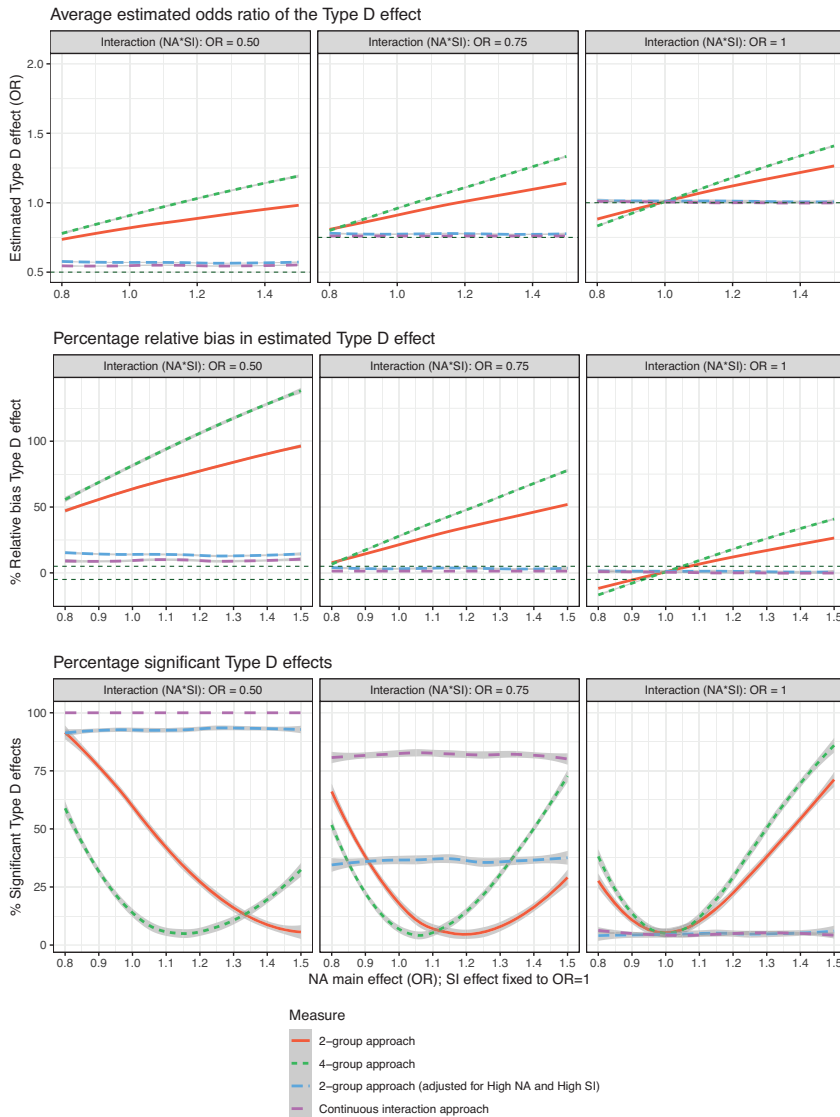 Average estimated odds ratio of the Type D effect
Interaction (NA*SI): OR = 0.50
Interaction (NA*SI): OR = 0.75
Interaction (NA*SI): OR = 1
Estimated Type D effect (OR)
2.0
1.5
1.0
0.5
0.8 1.0 1.2 1.4
0.8 1.0 1.2 1.4
0.8 1.0 1.2 1.4
Percentage relative bias in estimated Type D effect
Interaction (NA*SI): OR = 0.50
Interaction (NA*SI): OR = 0.75
Interaction (NA*SI): OR = 1
% Relative bias Type D effect
100
50
0
0.8 0.9 1.0 1.1 1.2 1.3 1.4 1.5
0.8 0.9 1.0 1.1 1.2 1.3 1.4 1.5
0.8 0.9 1.0 1.1 1.2 1.3 1.4 1.5
Percentage significant Type D effects
Interaction (NA*SI): OR = 0.50
Interaction (NA*SI): OR = 0.75
Interaction (NA*SI): OR = 1
% Significant Type D effects
100
75
50
25
0
0.8 0.9 1.0 1.1 1.2 1.3 1.4 1.5
0.8 0.9 1.0 1.1 1.2 1.3 1.4 1.5
0.8 0.9 1.0 1.1 1.2 1.3 1.4 1.5
NA main effect (OR); SI effect fixed to OR=1
Measure
2−group approach
4−group approach
2−group approach (adjusted for High NA and High SI)
Continuous interaction approach